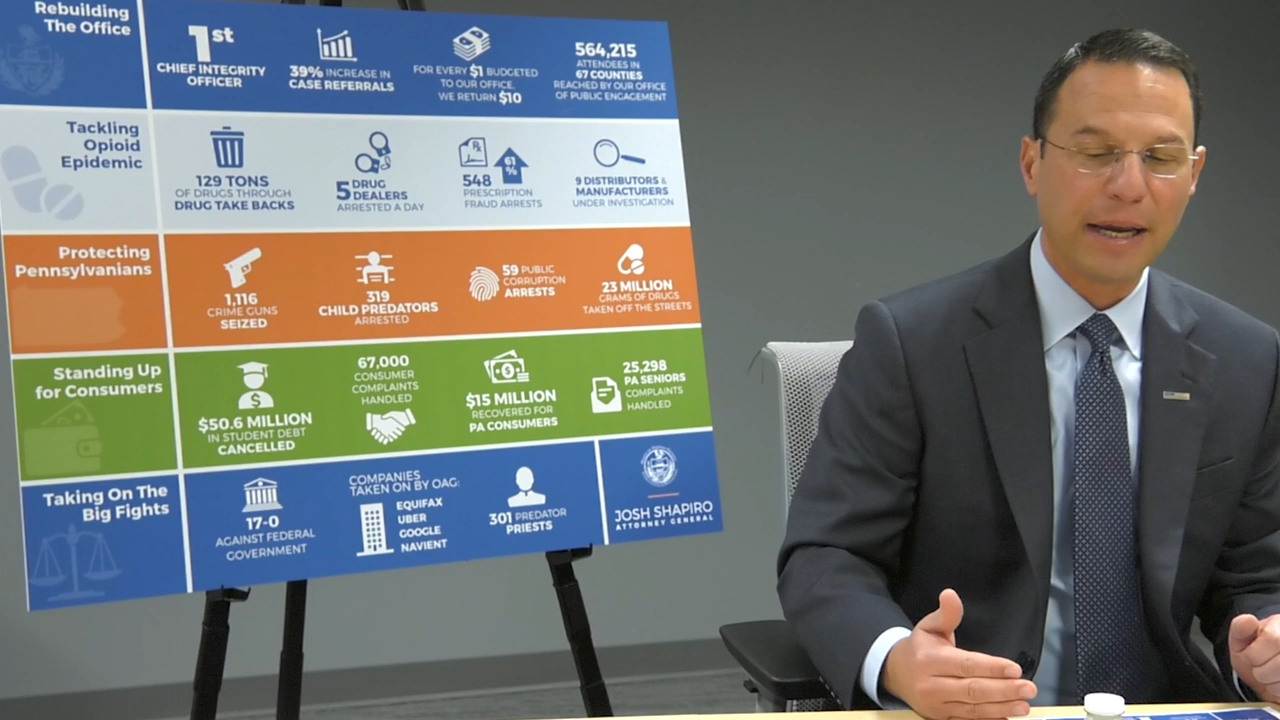 Rebuilding
The Office
1st
CHIEF INTEGRITY
OFFICER
39% INCREASE IN
CASE REFERRALS
FOR EVERY $1 BUDGETED
TO OUR OFFICE,
WE RETURN $10
564,215
ATTENDEES IN
67 COUNTIES
REACHED BY OUR OFFICE
OF PUBLIC ENGAGEMENT
Tackling
Opioid
Epidemic
129 TONS
OF DRUGS THROUGH
DRUG TAKE BACKS
5 DRUG
DEALERS
ARRESTED A DAY
61
%
548
PRESCRIPTION
FRAUD ARRESTS
9 DISTRIBUTORS &
MANUFACTURERS
UNDER INVESTIGATION
Protecting
Pennsylvanians
1,116
CRIME GUNS
SEIZED
319
CHILD PREDATORS
ARRESTED
59 PUBLIC
CORRUPTION
ARRESTS
23 MILLION
GRAMS OF DRUGS
TAKEN OFF THE STREETS
Standing Up
for Consumers
$50.6 MILLION
IN STUDENT DEBT
CANCELLED
67,000
CONSUMER
COMPLAINTS
HANDLED
$15 MILLION
RECOVERED FOR
PA CONSUMERS
25,298
PA SENIORS
COMPLAINTS
HANDLED
Taking On The
Big Fights
17-0
AGAINST FEDERAL
GOVERNMENT
COMPANIES
TAKEN ON BY OAG:
EQUIFAX
UBER
GOOGLE
NAVIENT
301 PREDATOR
PRIESTS
JOSH SHAPIRO
ATTORNEY GENERAL